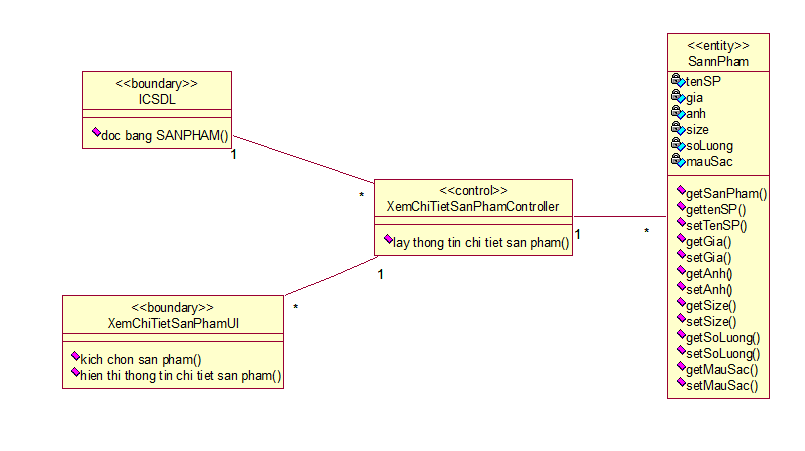 <<boundary>>
ICSDL
doc bang SANPHAM()
1
*
<<control>>
XemChiTietSanPhamController
lay thong tin chi tiet san pham()
1
*
1
*
<<boundary>>
XemChiTietSanPhamUI
kich chon san pham()
hien thi thong tin chi tiet san pham()
<<entity>>
SannPham
tenSP
gia
anh
size
soLuong
mauSac
getSanPham()
gettenSP()
setTenSP()
getGia()
setGia()
getAnh()
setAnh()
getSize()
setSize()
getSoLuong()
setSoLuong()
getMauSac()
setMauSac()